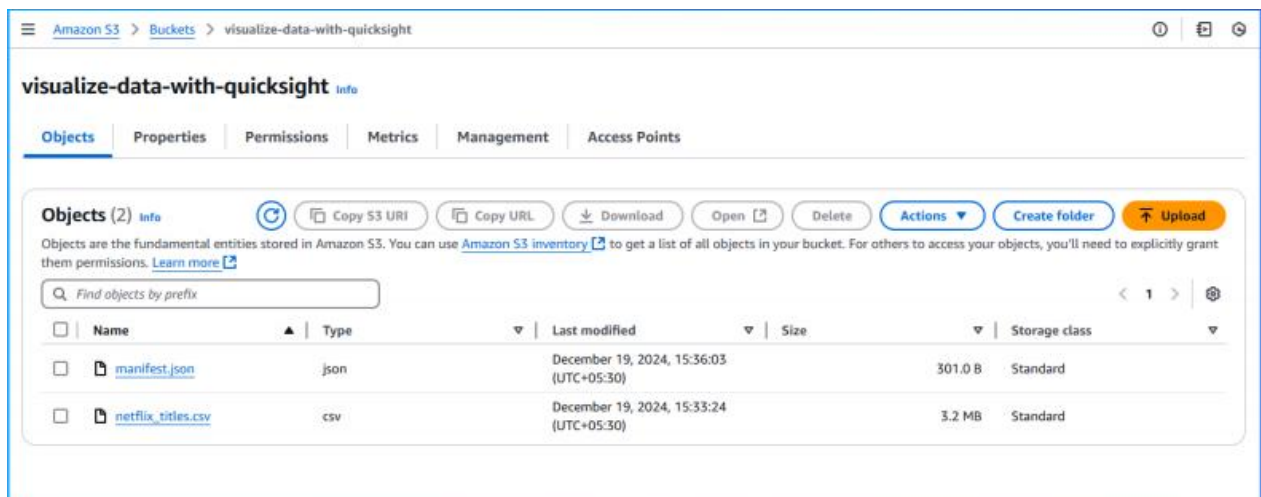 Amazon S3 > Buckets > visualize-data-with-quicksight
visualize-data-with-quicksight Info
Objects Properties Permissions Metrics Management Access Points
Objects (2) Info Copy S3 URI Copy URL Download Open Delete Actions Create folder Upload
Objects are the fundamental entities stored in Amazon S3. You can use Amazon S3 inventory to get a list of all objects in your bucket. For others to access your objects, you'll need to explicitly grant
them permissions. Learn more
Find objects by prefix < 1 >
Name Type Last modified Size Storage class
manifest.json json December 19, 2024, 15:36:03 (UTC+05:30) 301.0 B Standard
netflix_titles.csv csv December 19, 2024, 15:33:24 (UTC+05:30) 3.2 MB Standard